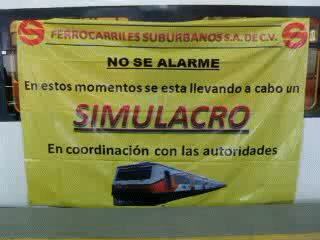 FERROCARRILES SUBURBANOS S.A. DE C.V.
NO SE ALARME
En estos momentos se esta llevando a cabo un
SIMULACRO
En coordinación con las autoridades